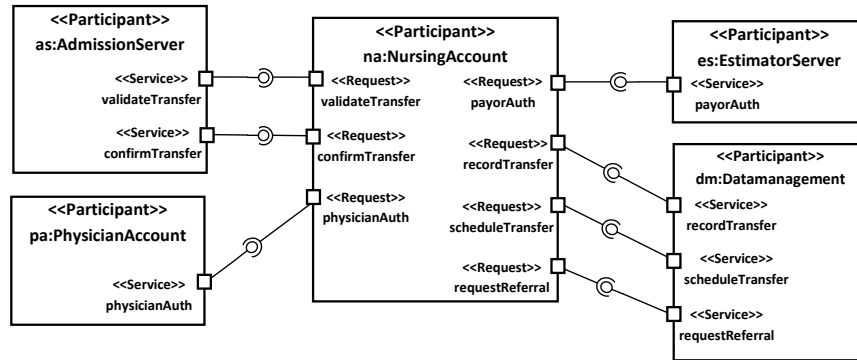 <<Participant>>
as:AdmissionServer
<<Service>>
validateTransfer
<<Service>>
confirmTransfer
<<Participant>>
pa:PhysicianAccount
<<Service>>
physicianAuth
<<Participant>>
na:NursingAccount
<<Request>>
validateTransfer
<<Request>>
confirmTransfer
<<Request>>
physicianAuth
<<Request>>
payorAuth
<<Request>>
recordTransfer
<<Request>>
scheduleTransfer
<<Request>>
requestReferral
<<Participant>>
es:EstimatorServer
<<Service>>
payorAuth
<<Participant>>
dm:Datamanagement
<<Service>>
recordTransfer
<<Service>>
scheduleTransfer
<<Service>>
requestReferral